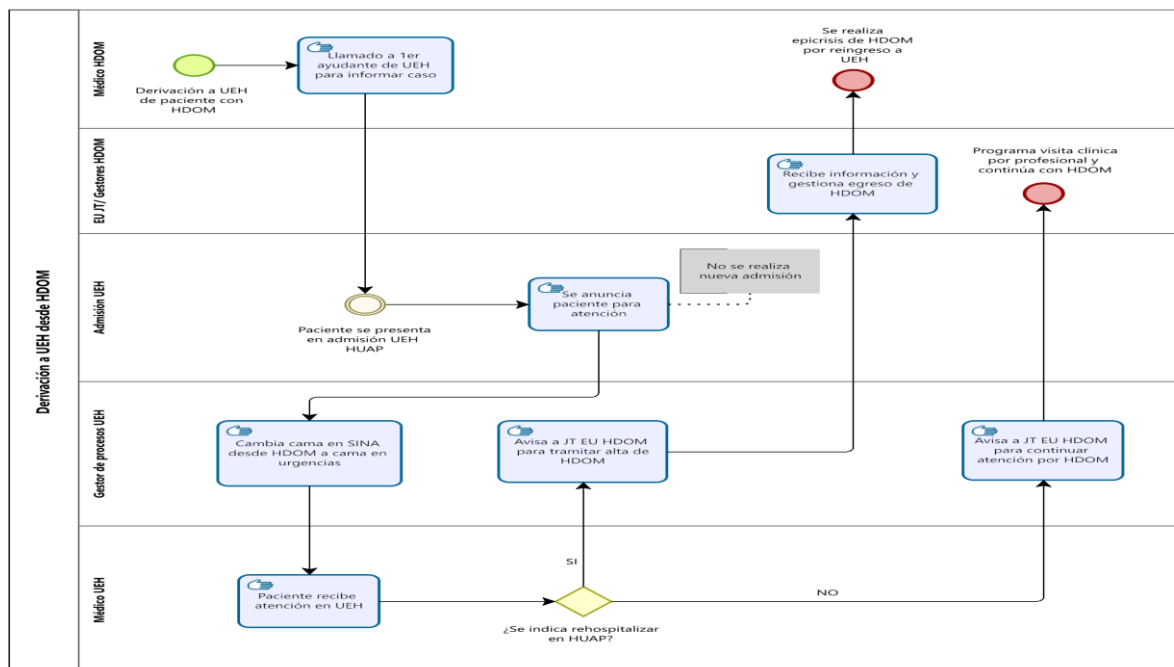 Derivación a UEH desde HDOM
Médico HDOM
Derivación a UEH
de paciente con
HDOM
Llamado a 1er
ayudante de UEH
para informar caso
Se realiza
epicrisis de HDOM
por reingreso a
UEH
EU JT/ Gestores HDOM
Recibe información y
gestiona egreso de
HDOM
Programa visita clínica
por profesional y
continúa con HDOM
Admisión UEH
Paciente se presenta
en admisión UEH
HUAP
Se anuncia
paciente para
atención
No se realiza
nueva admisión
Gestor de procesos UEH
Cambia cama en SINA
desde HDOM a cama en
urgencias
Avisa a JT EU HDOM
para tramitar alta de
HDOM
Avisa a JT EU HDOM
para continuar
atención por HDOM
Médico UEH
Paciente recibe
atención en UEH
¿Se indica rehospitalizar
en HUAP?
SI
NO